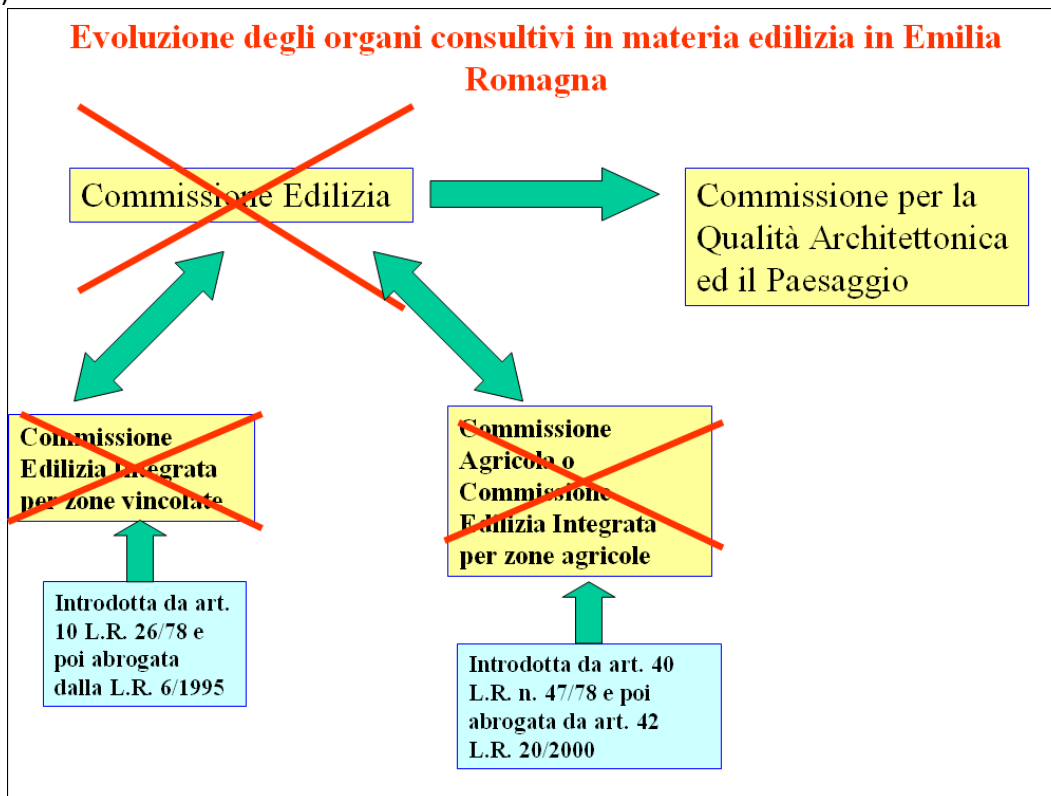 )
Evoluzione degli organi consultivi in materia edilizia in Emilia
Romagna
Commissione Edilizia
Commissione per la
Qualità Architettonica
ed il Paesaggio
Commissione
Edilizia Integrata
per zone vincolate
Commissione
Agricola o
Commissione
Edilizia Integrata
per zone agricole
Introdotta da art.
10 L.R. 26/78 e
poi abrogata
dalla L.R. 6/1995
Introdotta da art. 40
L.R. n. 47/78 e poi
abrogata da art. 42
L.R. 20/2000